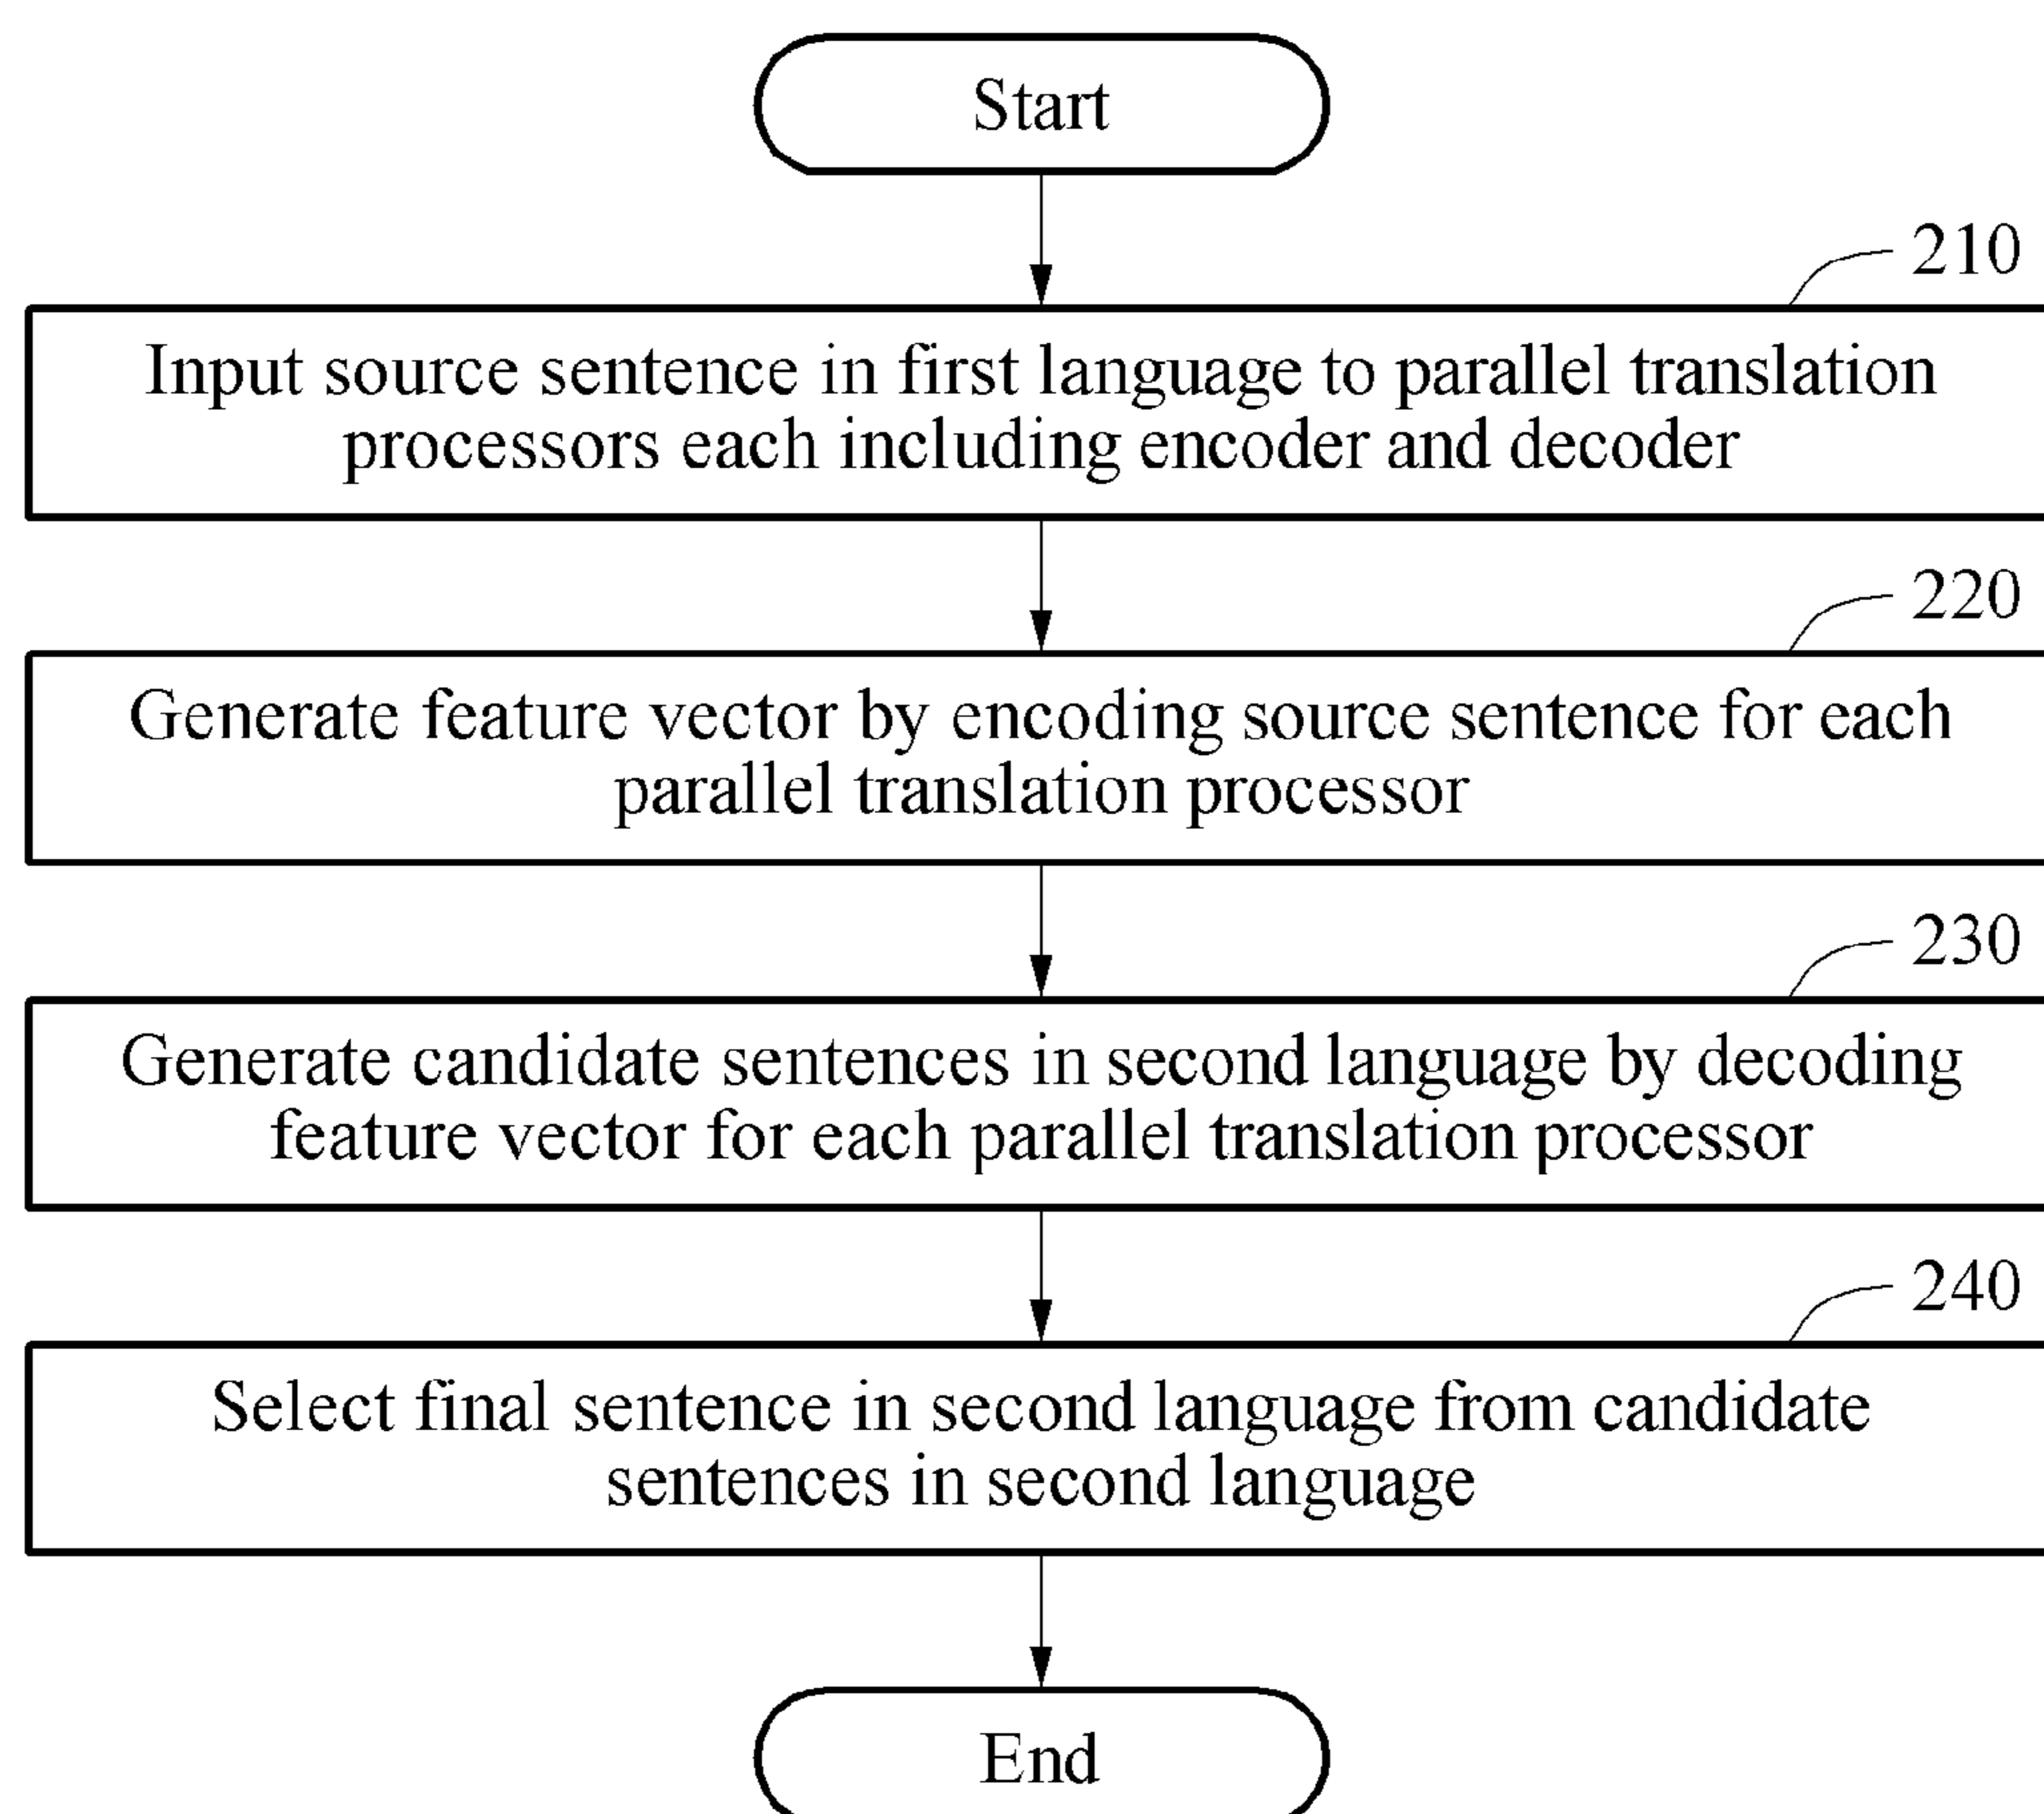 Start
210
Input source sentence in first language to parallel translation
processors each including encoder and decoder
220
Generate feature vector by encoding source sentence for each
parallel translation processor
230
Generate candidate sentences in second language by decoding
feature vector for each parallel translation processor
240
Select final sentence in second language from candidate
sentences in second language
End